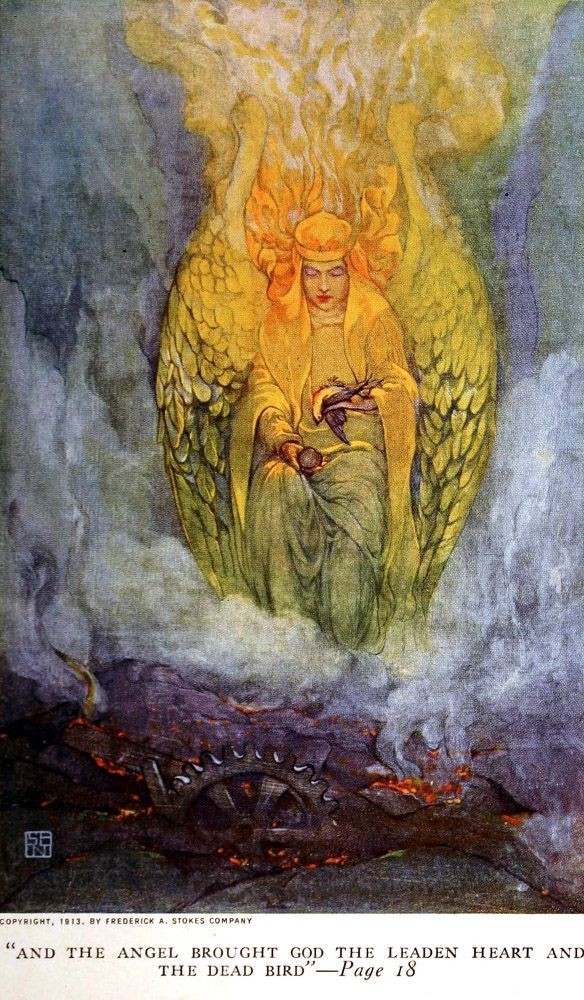 COPYRIGHT, 1913. BY FREDERICK A. STOKES COMPANY
"AND THE ANGEL BROUGHT GOD THE LEADEN HEART AND
THE DEAD BIRD"—Page 18